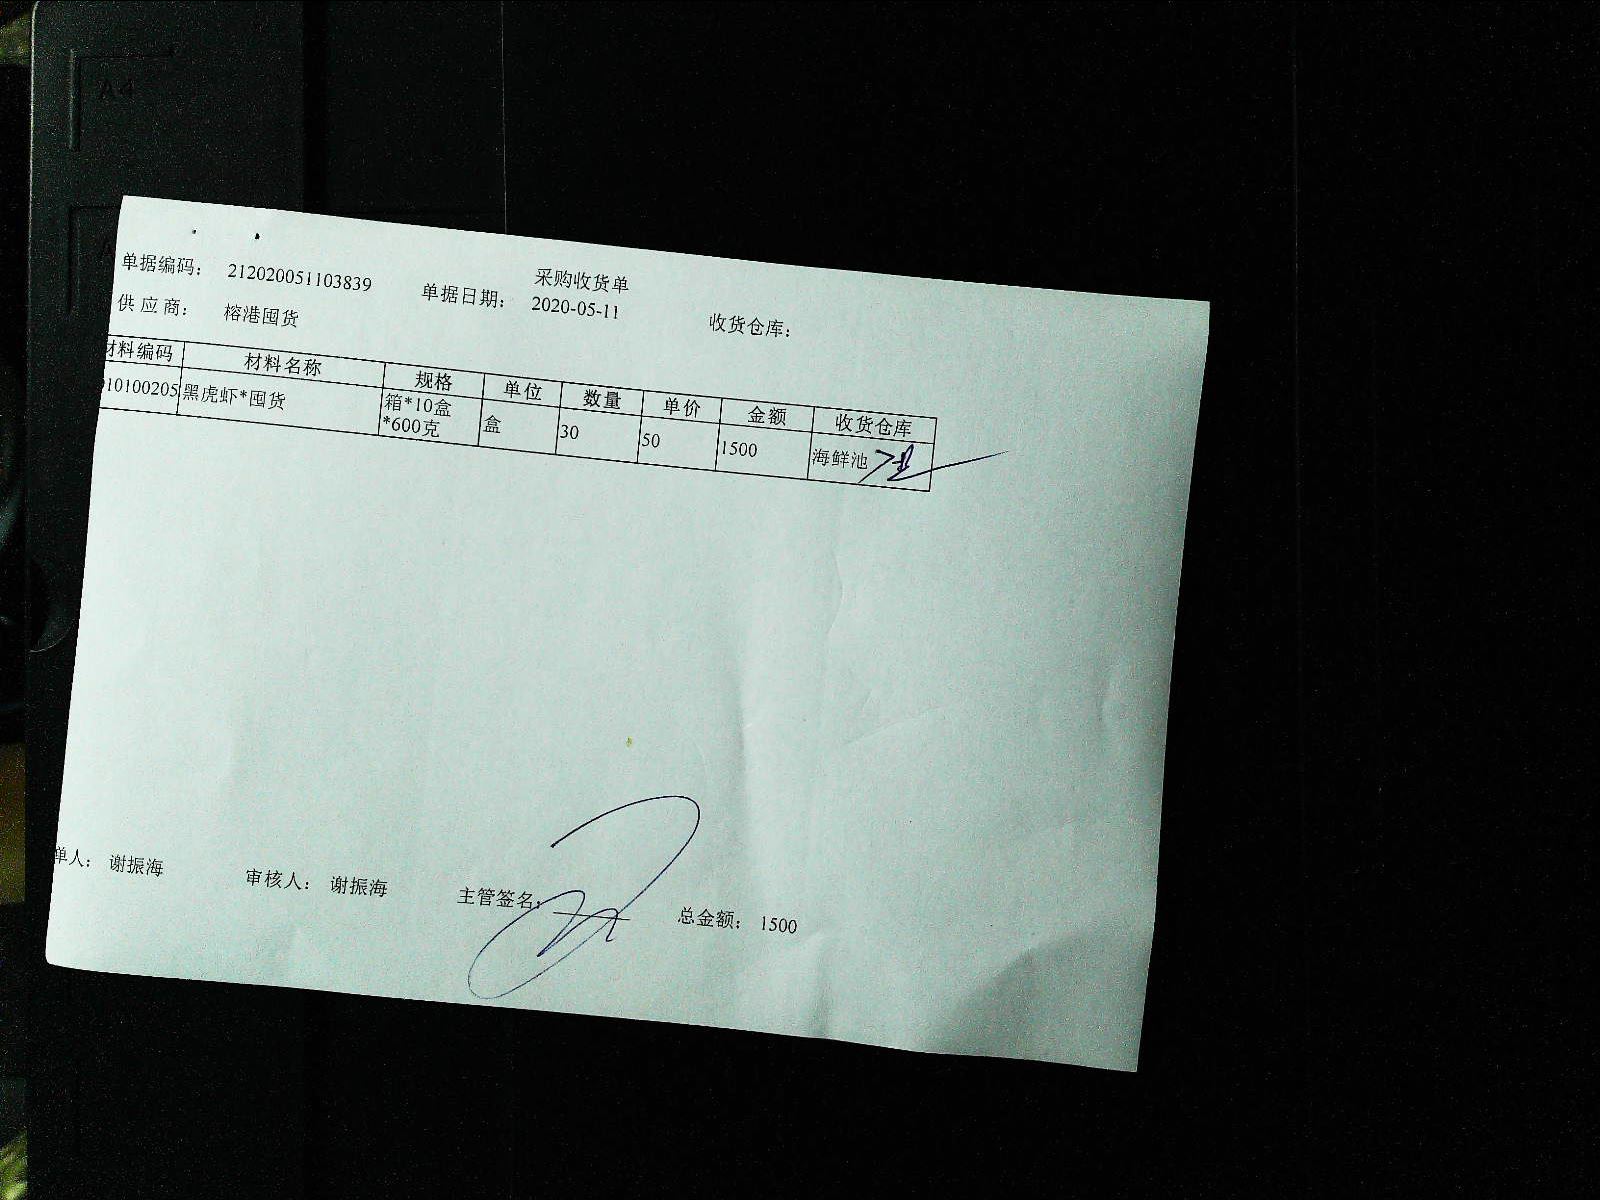 采购收货单
单据编码： 212020051103839 单据日期： 2020-05-11 收货仓库：
供应商： 榕港囤货
材料编码 材料名称 规格 单位 数量 单价 金额 收货仓库
10100205 黑虎虾*囤货 箱*10盒*600克 盒 30 50 1500 海鲜池
单人： 谢振海 审核人： 谢振海 主管签名： 总金额： 1500
A4